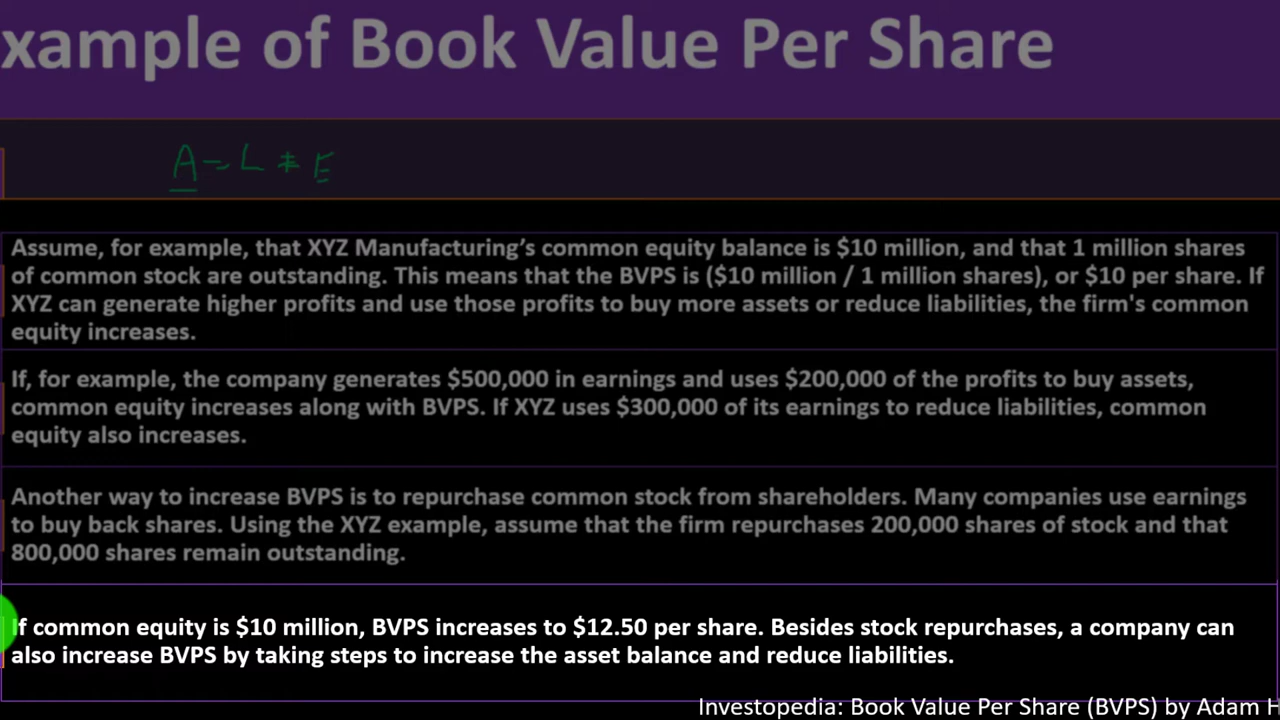 xample of Book Value Per Share
A = L + E
Assume, for example, that XYZ Manufacturing’s common equity balance is $10 million, and that 1 million shares
of common stock are outstanding. This means that the BVPS is ($10 million / 1 million shares), or $10 per share. If
XYZ can generate higher profits and use those profits to buy more assets or reduce liabilities, the firm's common
equity increases.
If, for example, the company generates $500,000 in earnings and uses $200,000 of the profits to buy assets,
common equity increases along with BVPS. If XYZ uses $300,000 of its earnings to reduce liabilities, common
equity also increases.
Another way to increase BVPS is to repurchase common stock from shareholders. Many companies use earnings
to buy back shares. Using the XYZ example, assume that the firm repurchases 200,000 shares of stock and that
800,000 shares remain outstanding.
If common equity is $10 million, BVPS increases to $12.50 per share. Besides stock repurchases, a company can
also increase BVPS by taking steps to increase the asset balance and reduce liabilities.
Investopedia: Book Value Per Share (BVPS) by Adam H